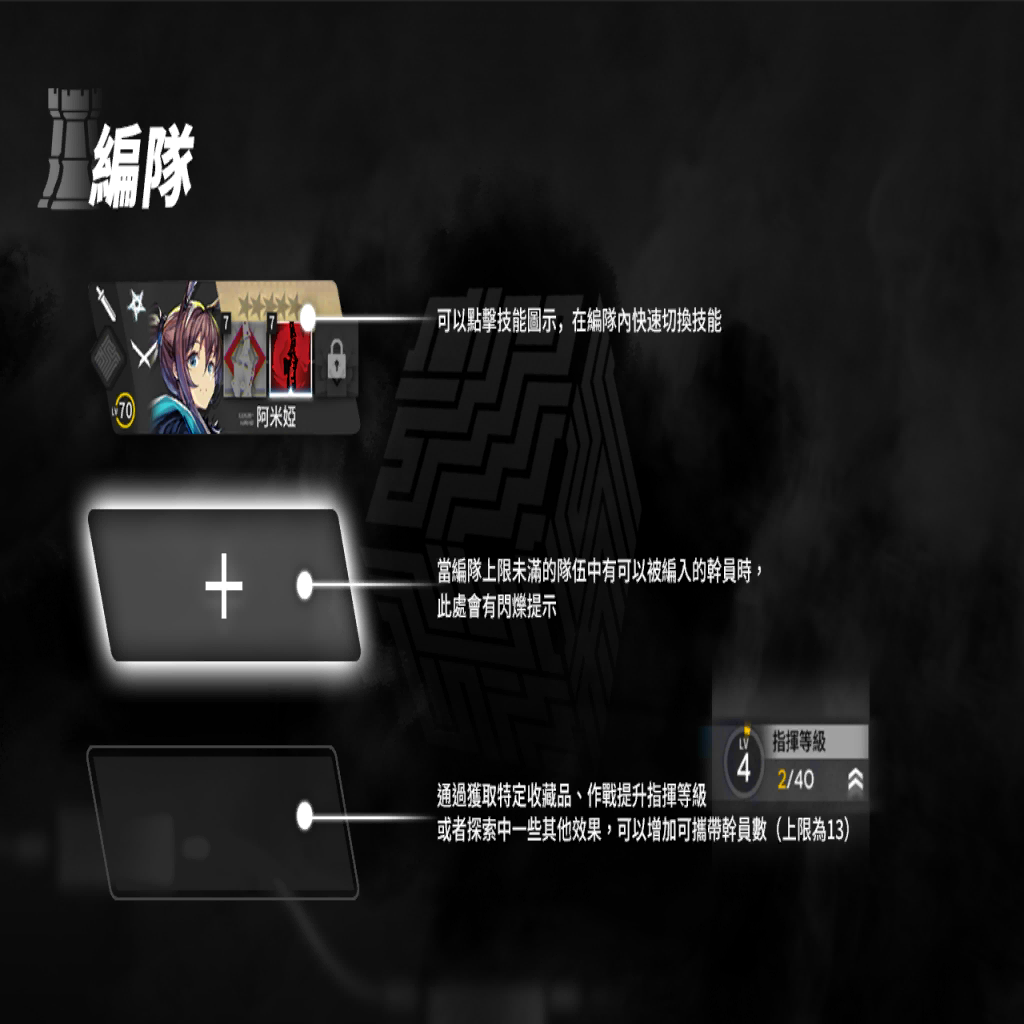 編隊
可以點擊技能圖示，在編隊內快速切換技能
7
7
LV 70
阿米婭
當編隊上限未滿的隊伍中有可以被編入的幹員時，
此處會有閃爍提示
LV
4
指揮等級
2/40
通過獲取特定收藏品、作戰提升指揮等級
或者探索中一些其他效果，可以增加可攜帶幹員數（上限為13）